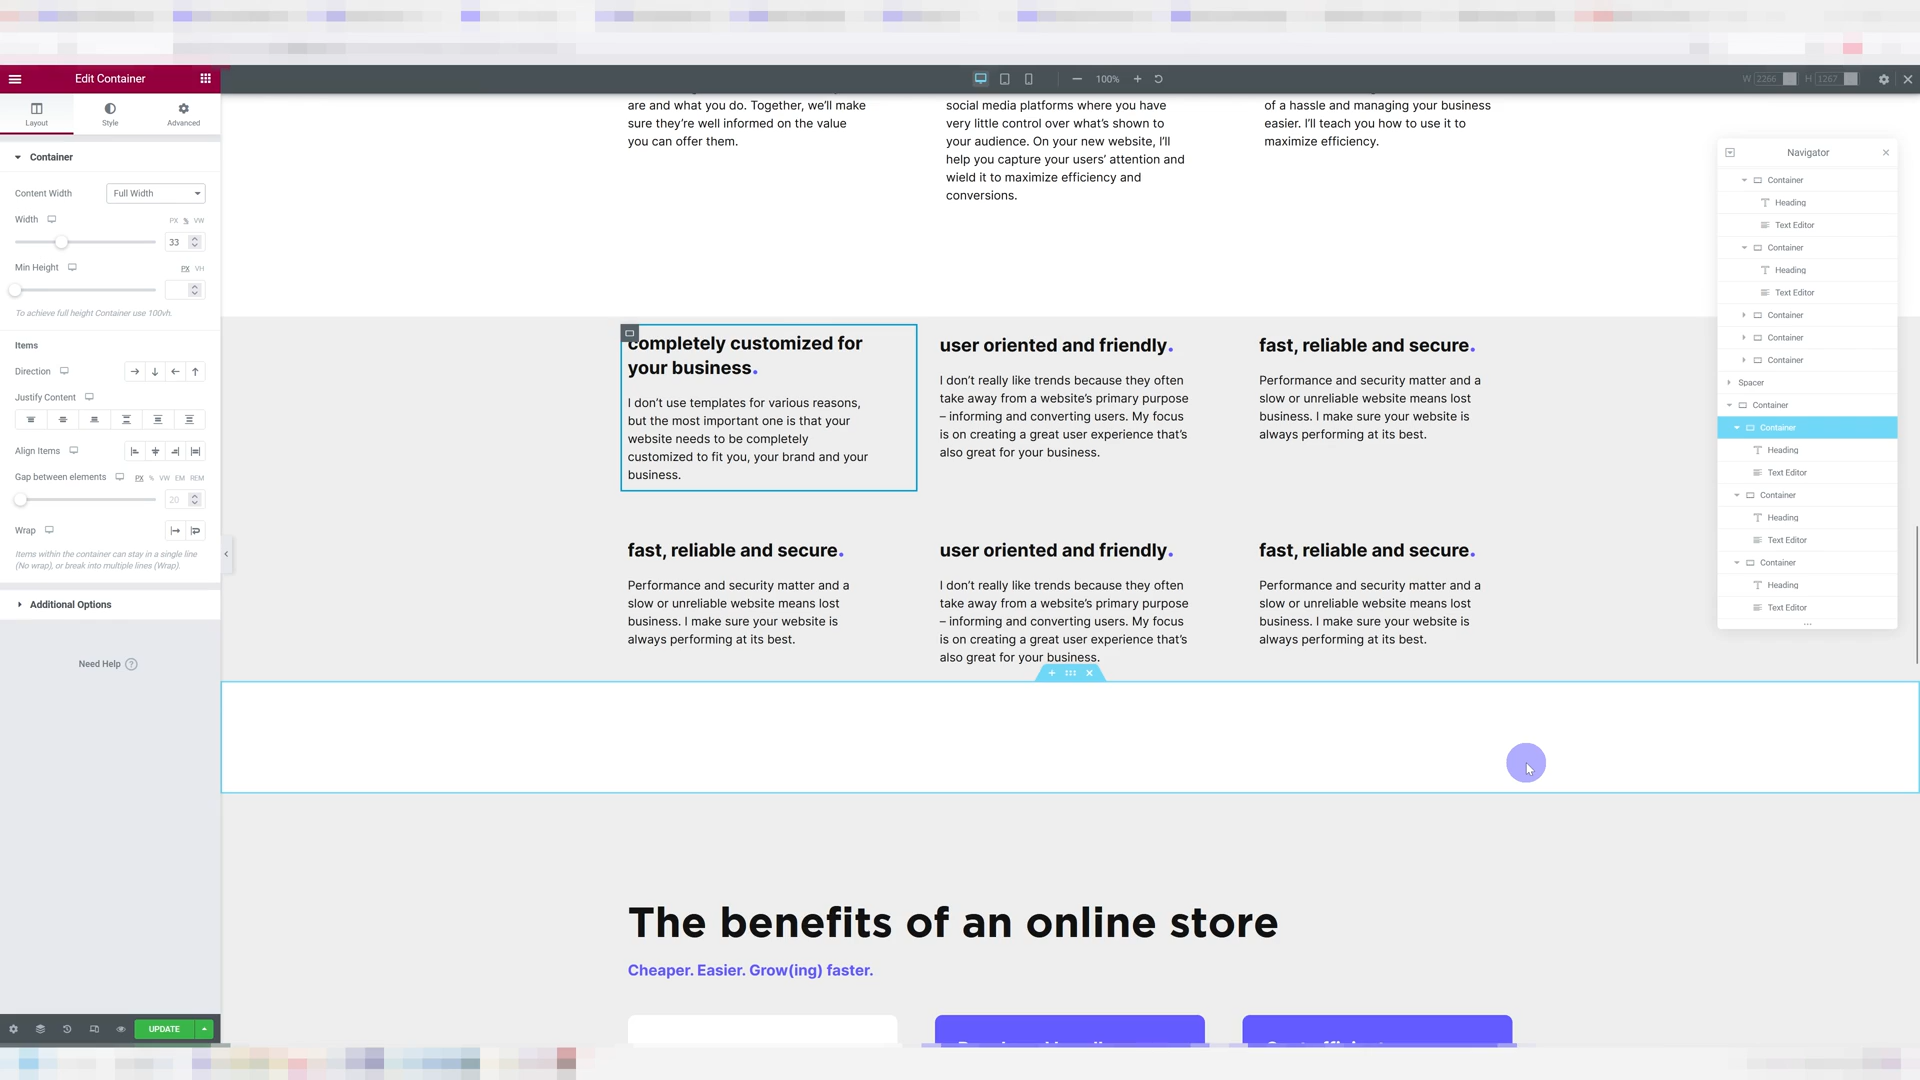 Edit Container
100%
W 2266 H 1267
Layout
Style
Advanced
Container
Content Width
Full Width
Width
PX % VW
33
Min Height
PX VH
To achieve full height Container use 100vh.
Items
Direction
Justify Content
Align Items
Gap between elements
PX % VW EM REM
20
Wrap
Items within the container can stay in a single line
(No wrap), or break into multiple lines (Wrap).
Additional Options
Need Help ?
UPDATE
are and what you do. Together, we'll make
sure they're well informed on the value
you can offer them.
social media platforms where you have
very little control over what's shown to
your audience. On your new website, I'll
help you capture your users' attention and
wield it to maximize efficiency and
conversions.
of a hassle and managing your business
easier. I'll teach you how to use it to
maximize efficiency.
completely customized for
your business.
I don't use templates for various reasons,
but the most important one is that your
website needs to be completely
customized to fit you, your brand and your
business.
user oriented and friendly.
I don't really like trends because they often
take away from a website's primary purpose
– informing and converting users. My focus
is on creating a great user experience that's
also great for your business.
fast, reliable and secure.
Performance and security matter and a
slow or unreliable website means lost
business. I make sure your website is
always performing at its best.
fast, reliable and secure.
Performance and security matter and a
slow or unreliable website means lost
business. I make sure your website is
always performing at its best.
user oriented and friendly.
I don't really like trends because they often
take away from a website's primary purpose
– informing and converting users. My focus
is on creating a great user experience that's
also great for your business.
fast, reliable and secure.
Performance and security matter and a
slow or unreliable website means lost
business. I make sure your website is
always performing at its best.
The benefits of an online store
Cheaper. Easier. Grow(ing) faster.
Navigator
Container
Heading
Text Editor
Container
Heading
Text Editor
Container
Container
Container
Spacer
Container
Container
Heading
Text Editor
Container
Heading
Text Editor
Container
Heading
Text Editor